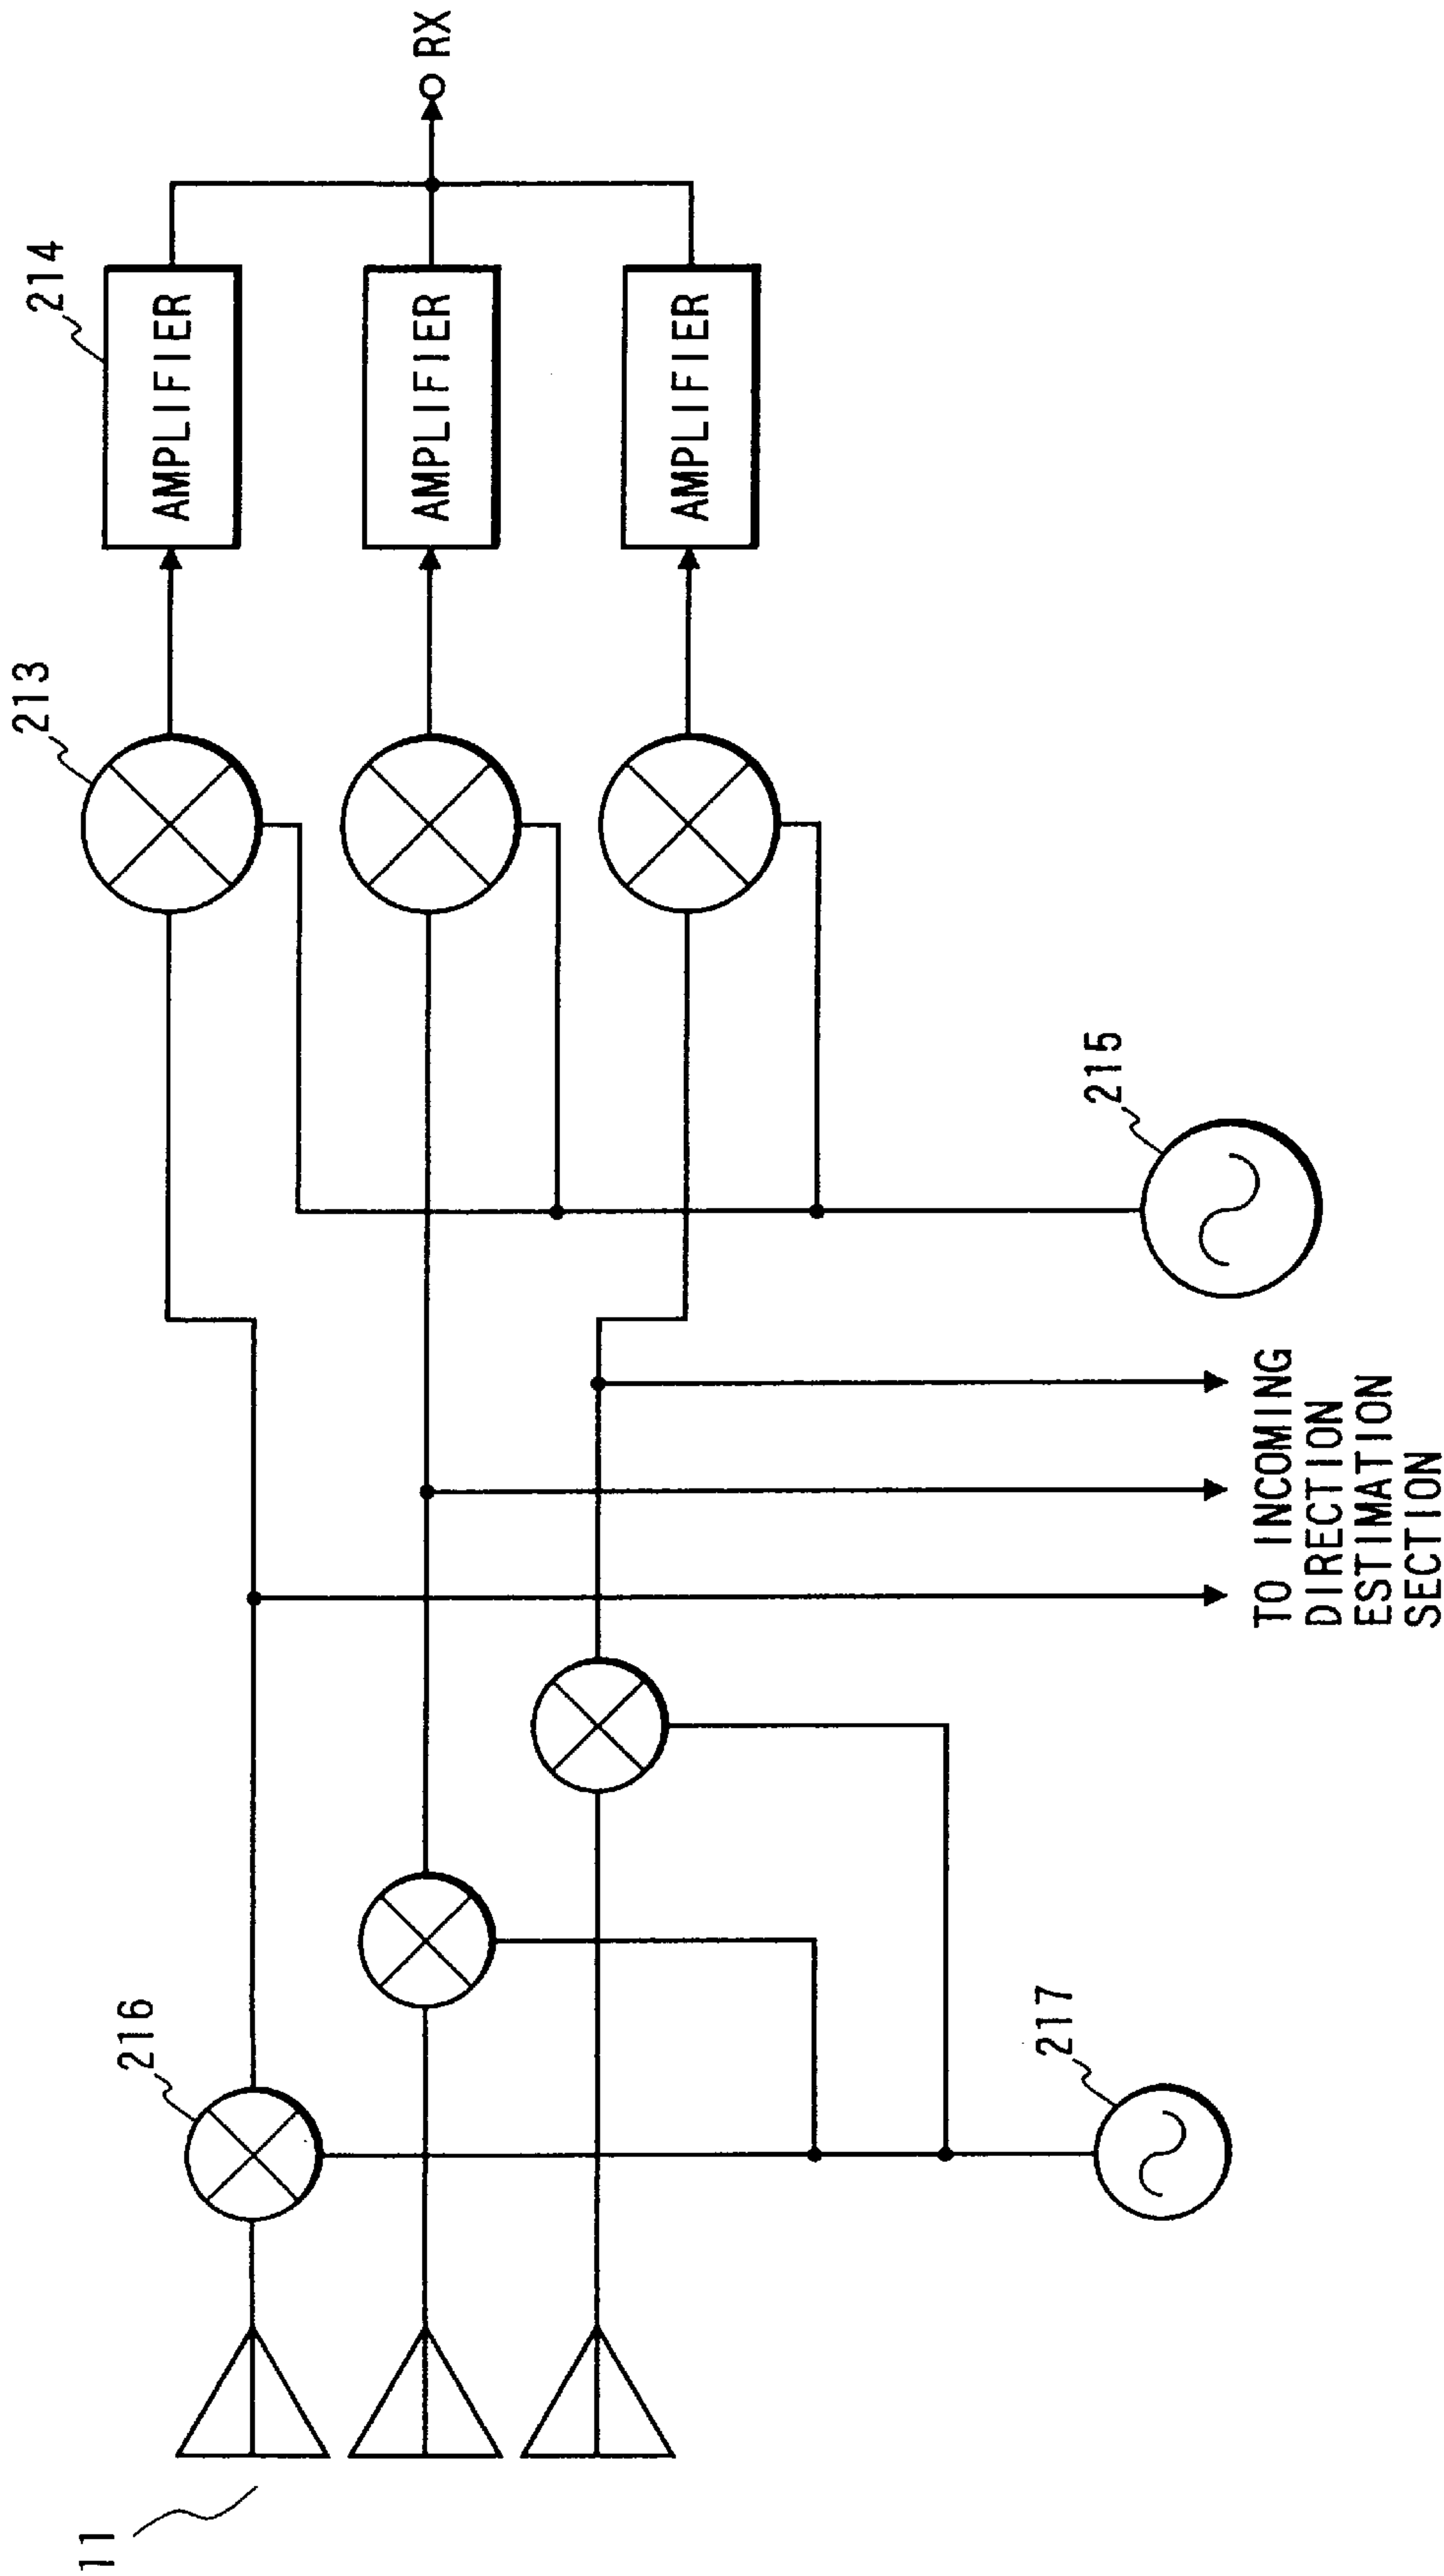 11
216
217
TO INCOMING
DIRECTION
ESTIMATION
SECTION
215
213
214
AMPLIFIER
AMPLIFIER
AMPLIFIER
RX